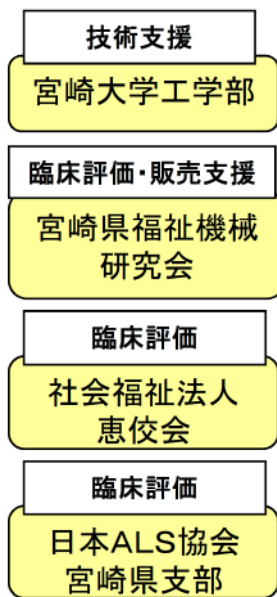 技術支援
宮崎大学工学部
臨床評価・販売支援
宮崎県福祉機械
研究会
臨床評価
社会福祉法人
恵佼会
臨床評価
日本ALS協会
宮崎県支部